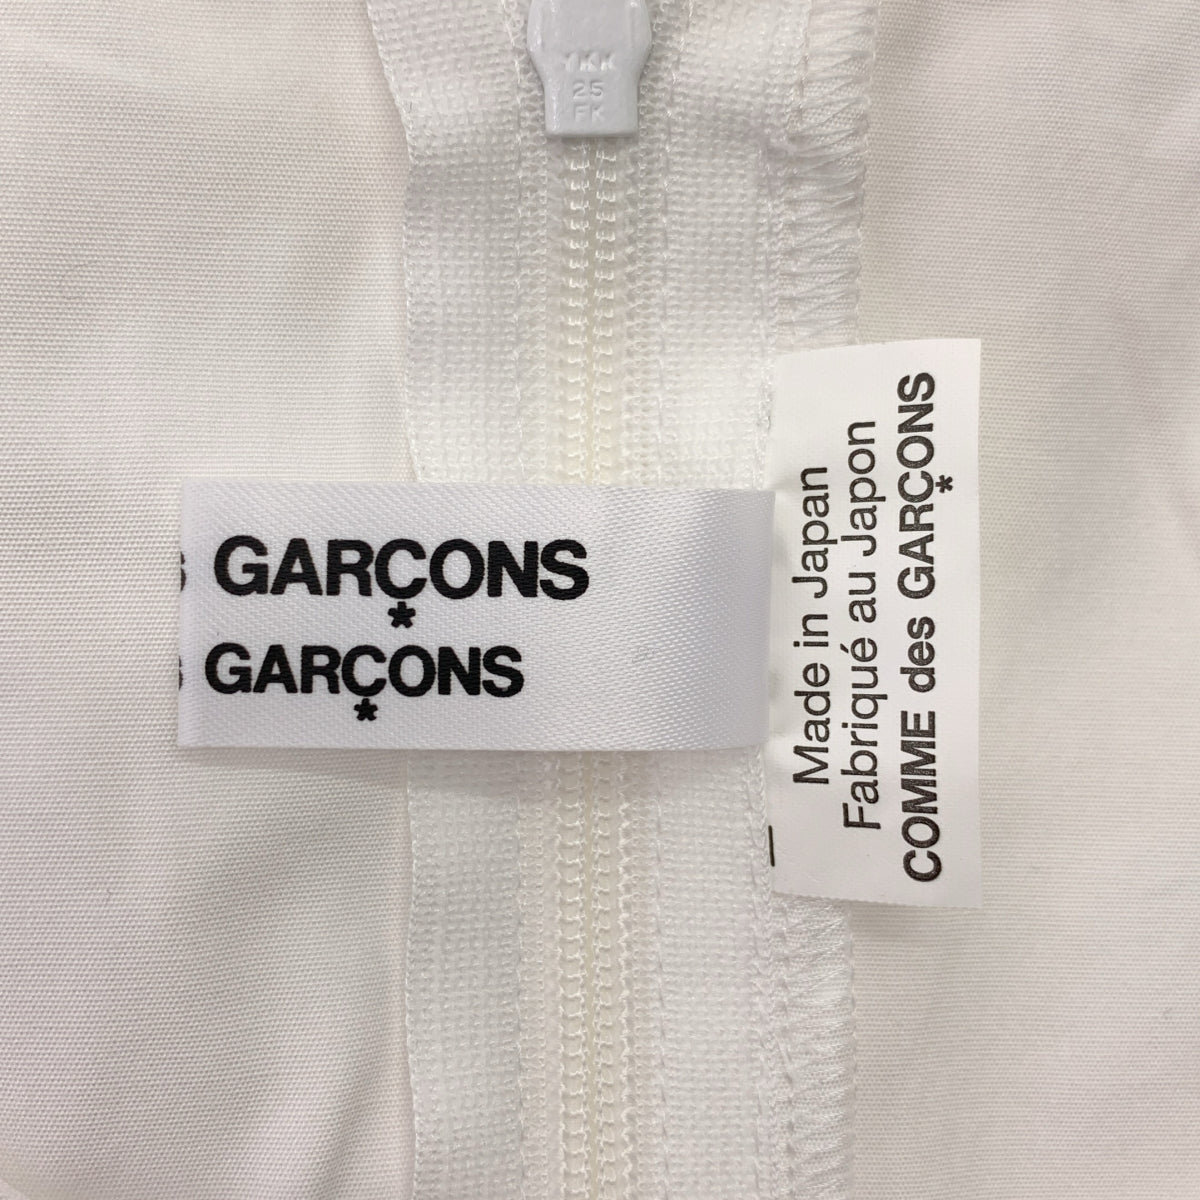 YKK
25
FK
S GARÇONS
*
S GARÇONS
*
Made in Japan
Fabriqué au Japon
COMME des GARÇONS
*